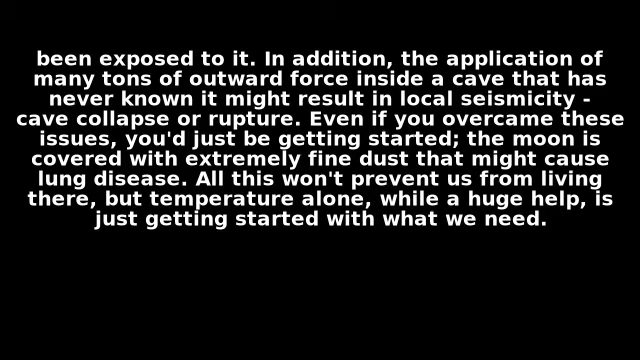 been exposed to it. In addition, the application of
many tons of outward force inside a cave that has
never known it might result in local seismicity -
cave collapse or rupture. Even if you overcame these
issues, you'd just be getting started; the moon is
covered with extremely fine dust that might cause
lung disease. All this won't prevent us from living
there, but temperature alone, while a huge help, is
just getting started with what we need.